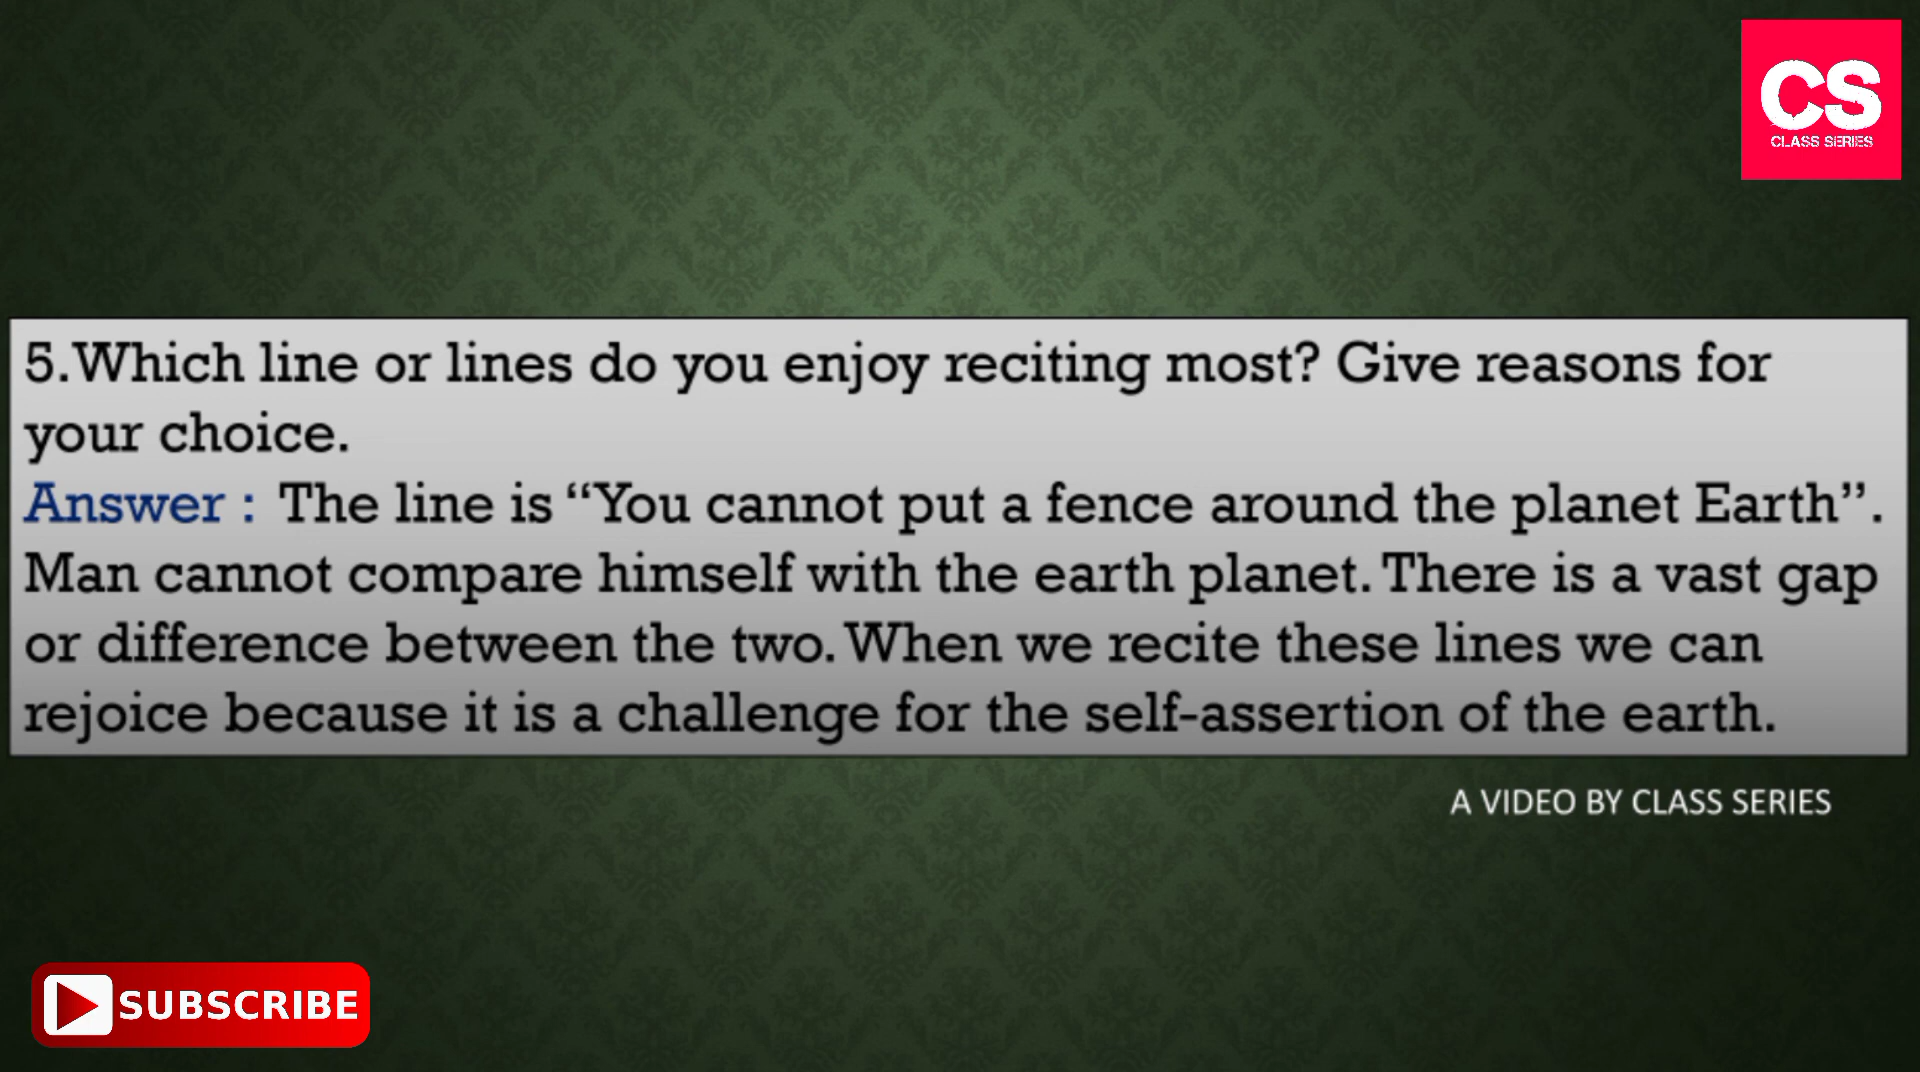 CS
CLASS SERIES
5.Which line or lines do you enjoy reciting most? Give reasons for
your choice.
Answer : The line is “You cannot put a fence around the planet Earth”.
Man cannot compare himself with the earth planet. There is a vast gap
or difference between the two. When we recite these lines we can
rejoice because it is a challenge for the self-assertion of the earth.
A VIDEO BY CLASS SERIES
SUBSCRIBE